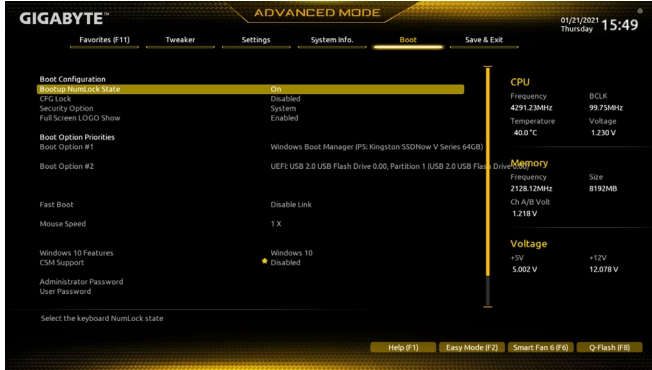 GIGABYTE™
ADVANCED MODE
01/21/2021 Thursday 15:49
Favorites (F11) Tweaker Settings System Info. Boot Save & Exit
Boot Configuration
Bootup NumLock State On
CFG Lock Disabled
Security Option System
Full Screen LOGO Show Enabled
Boot Option Priorities
Boot Option #1 Windows Boot Manager (P5: Kingston SSDNow V Series 64GB)
Boot Option #2 UEFI: USB 2.0 USB Flash Drive 0.00, Partition 1 (USB 2.0 USB Flash Drive 0.00)
Fast Boot Disable Link
Mouse Speed 1 X
Windows 10 Features Windows 10
CSM Support Disabled
Administrator Password
User Password
Select the keyboard NumLock state
CPU
Frequency BCLK
4291.23MHz 99.75MHz
Temperature Voltage
40.0 °C 1.230 V
Memory
Frequency Size
2128.12MHz 8192MB
Ch A/B Volt
1.218 V
Voltage
+5V +12V
5.002 V 12.078 V
Help (F1) Easy Mode (F2) Smart Fan 6 (F6) Q-Flash (F8)